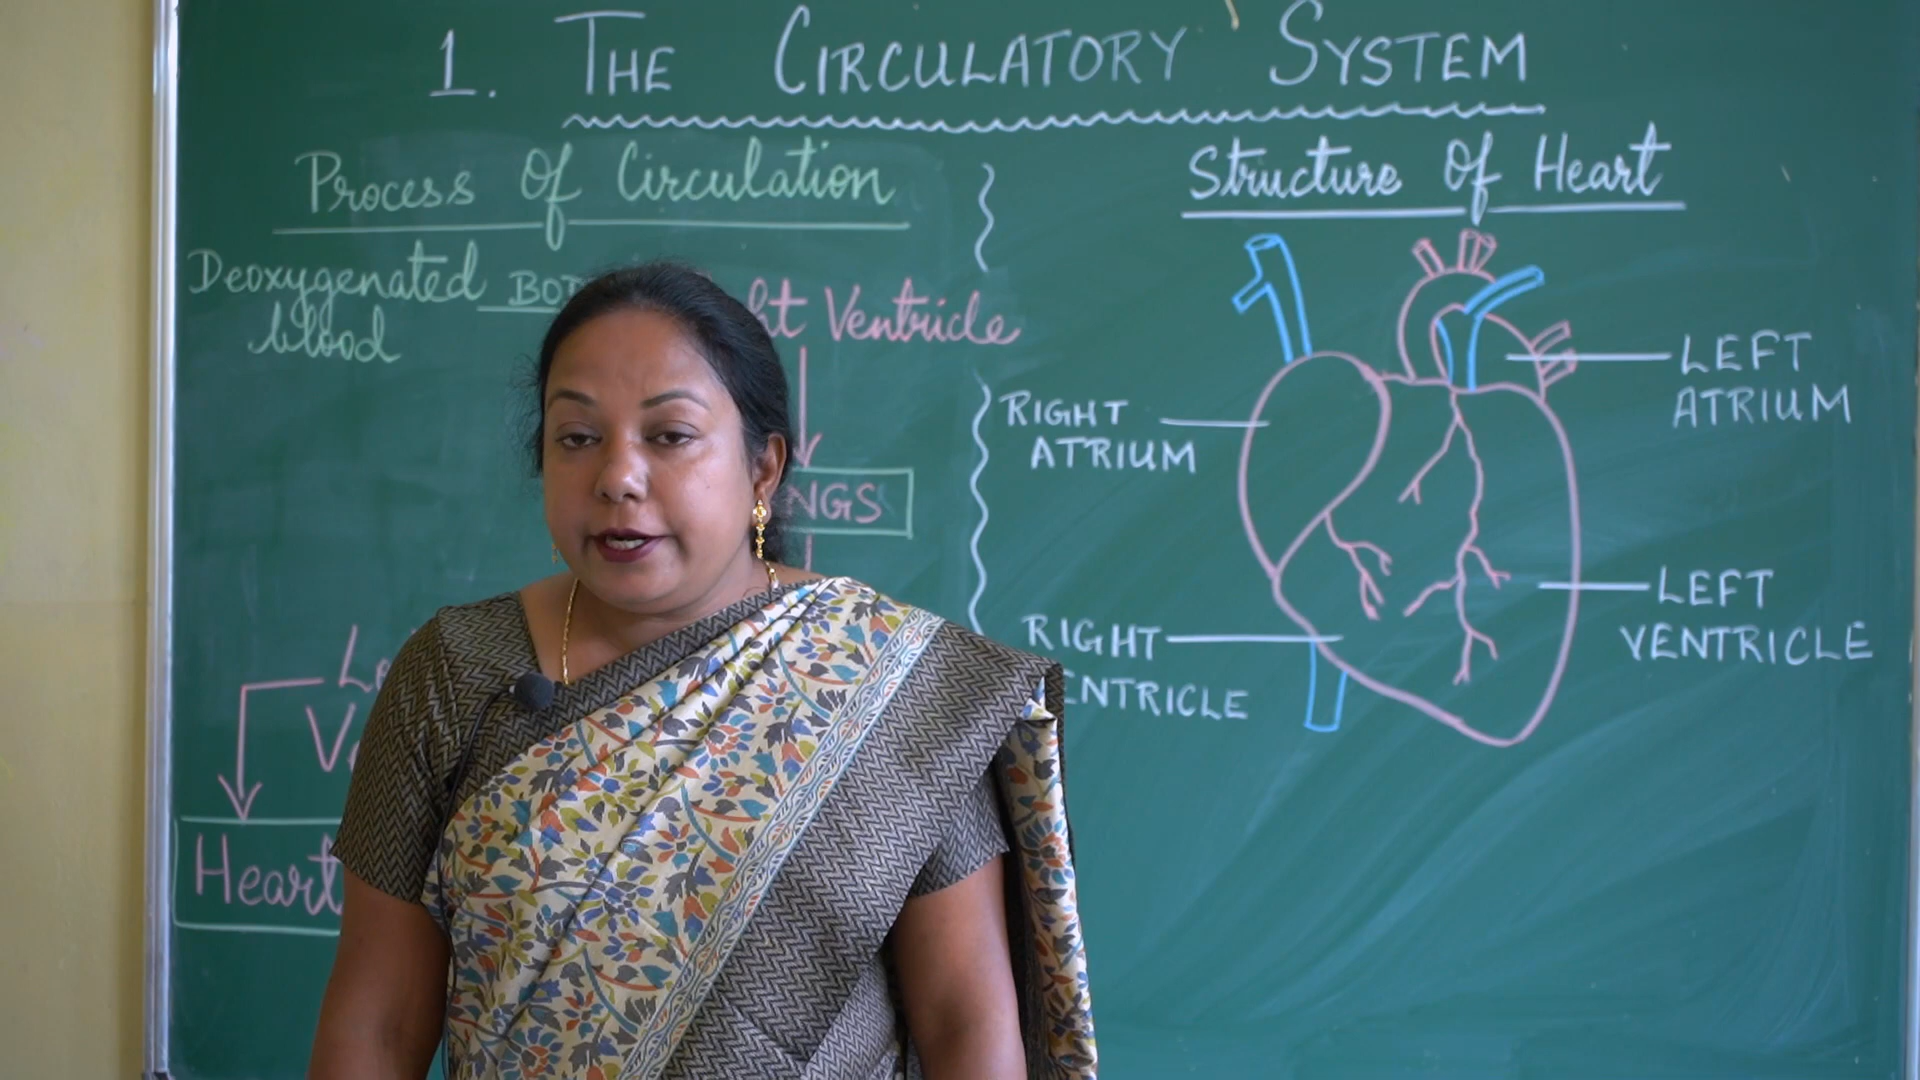 1. THE CIRCULATORY SYSTEM
Process Of Circulation
Deoxygenated
blood
Ventricle
Heart
Structure Of Heart
RIGHT
ATRIUM
LEFT
ATRIUM
RIGHT
LEFT
VENTRICLE